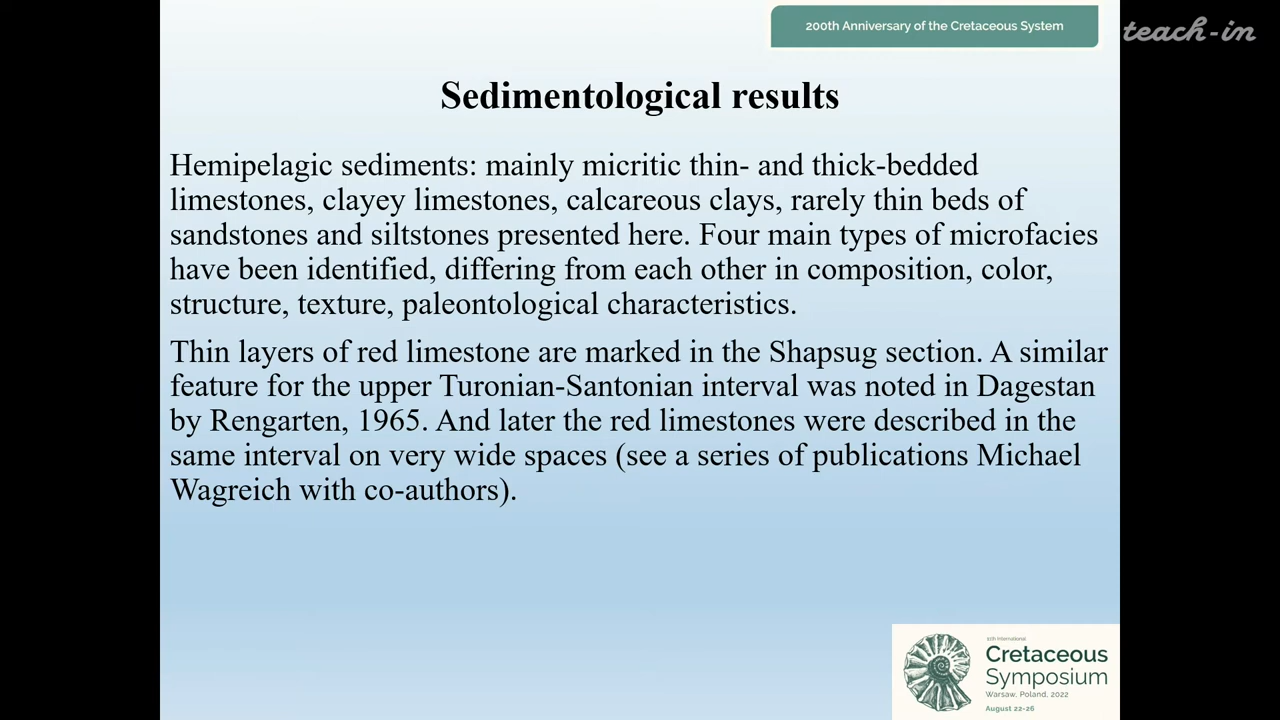 200th Anniversary of the Cretaceous System
teach-in
Sedimentological results
Hemipelagic sediments: mainly micritic thin- and thick-bedded
limestones, clayey limestones, calcareous clays, rarely thin beds of
sandstones and siltstones presented here. Four main types of microfacies
have been identified, differing from each other in composition, color,
structure, texture, paleontological characteristics.
Thin layers of red limestone are marked in the Shapsug section. A similar
feature for the upper Turonian-Santonian interval was noted in Dagestan
by Rengarten, 1965. And later the red limestones were described in the
same interval on very wide spaces (see a series of publications Michael
Wagreich with co-authors).
International
Cretaceous
Symposium
Warsaw, Poland, 2022
August 22-26